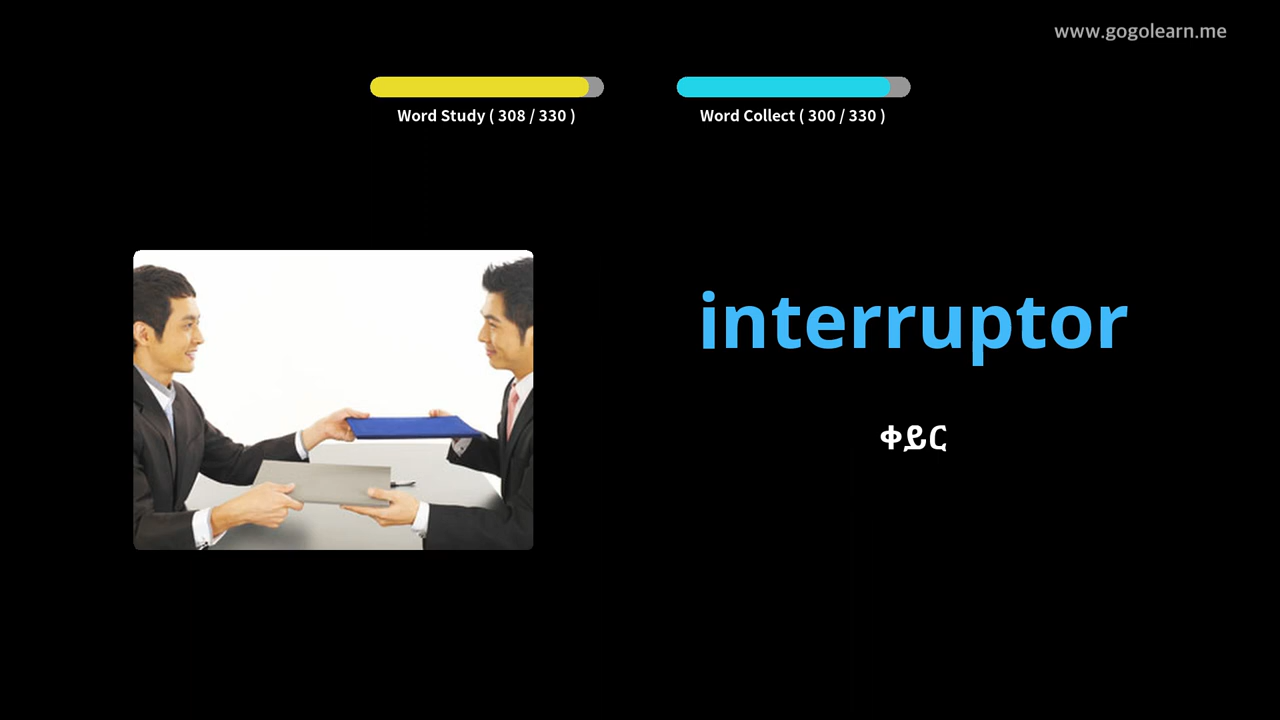 www.gogolearn.me
Word Study ( 308 / 330 )
Word Collect ( 300 / 330 )
interruptor
ቀይር